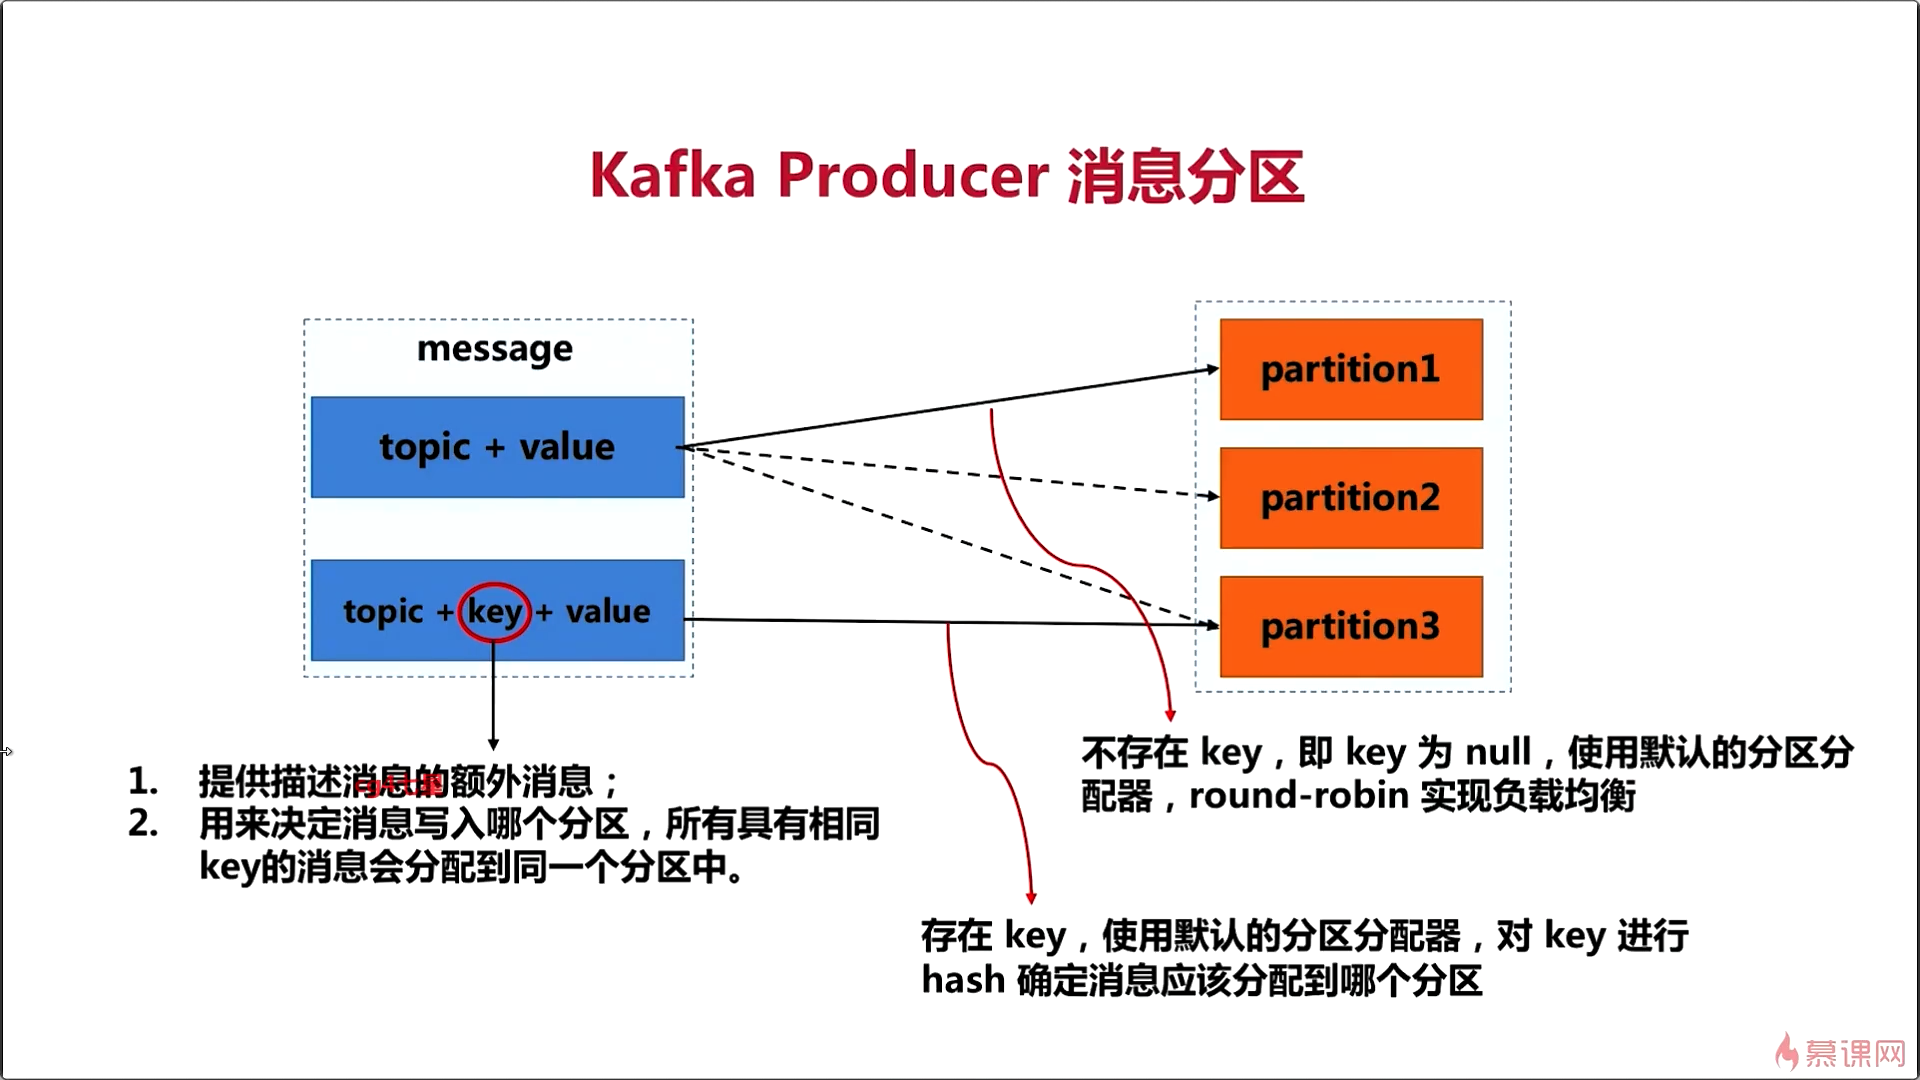 Kafka Producer 消息分区
message
topic + value
topic + key + value
partition1
partition2
partition3
1. 提供描述消息的额外消息；
2. 用来决定消息写入哪个分区，所有具有相同
key的消息会分配到同一个分区中。
不存在 key，即 key 为 null，使用默认的分区分
配器，round-robin 实现负载均衡
存在 key，使用默认的分区分配器，对 key 进行
hash 确定消息应该分配到哪个分区
慕课网